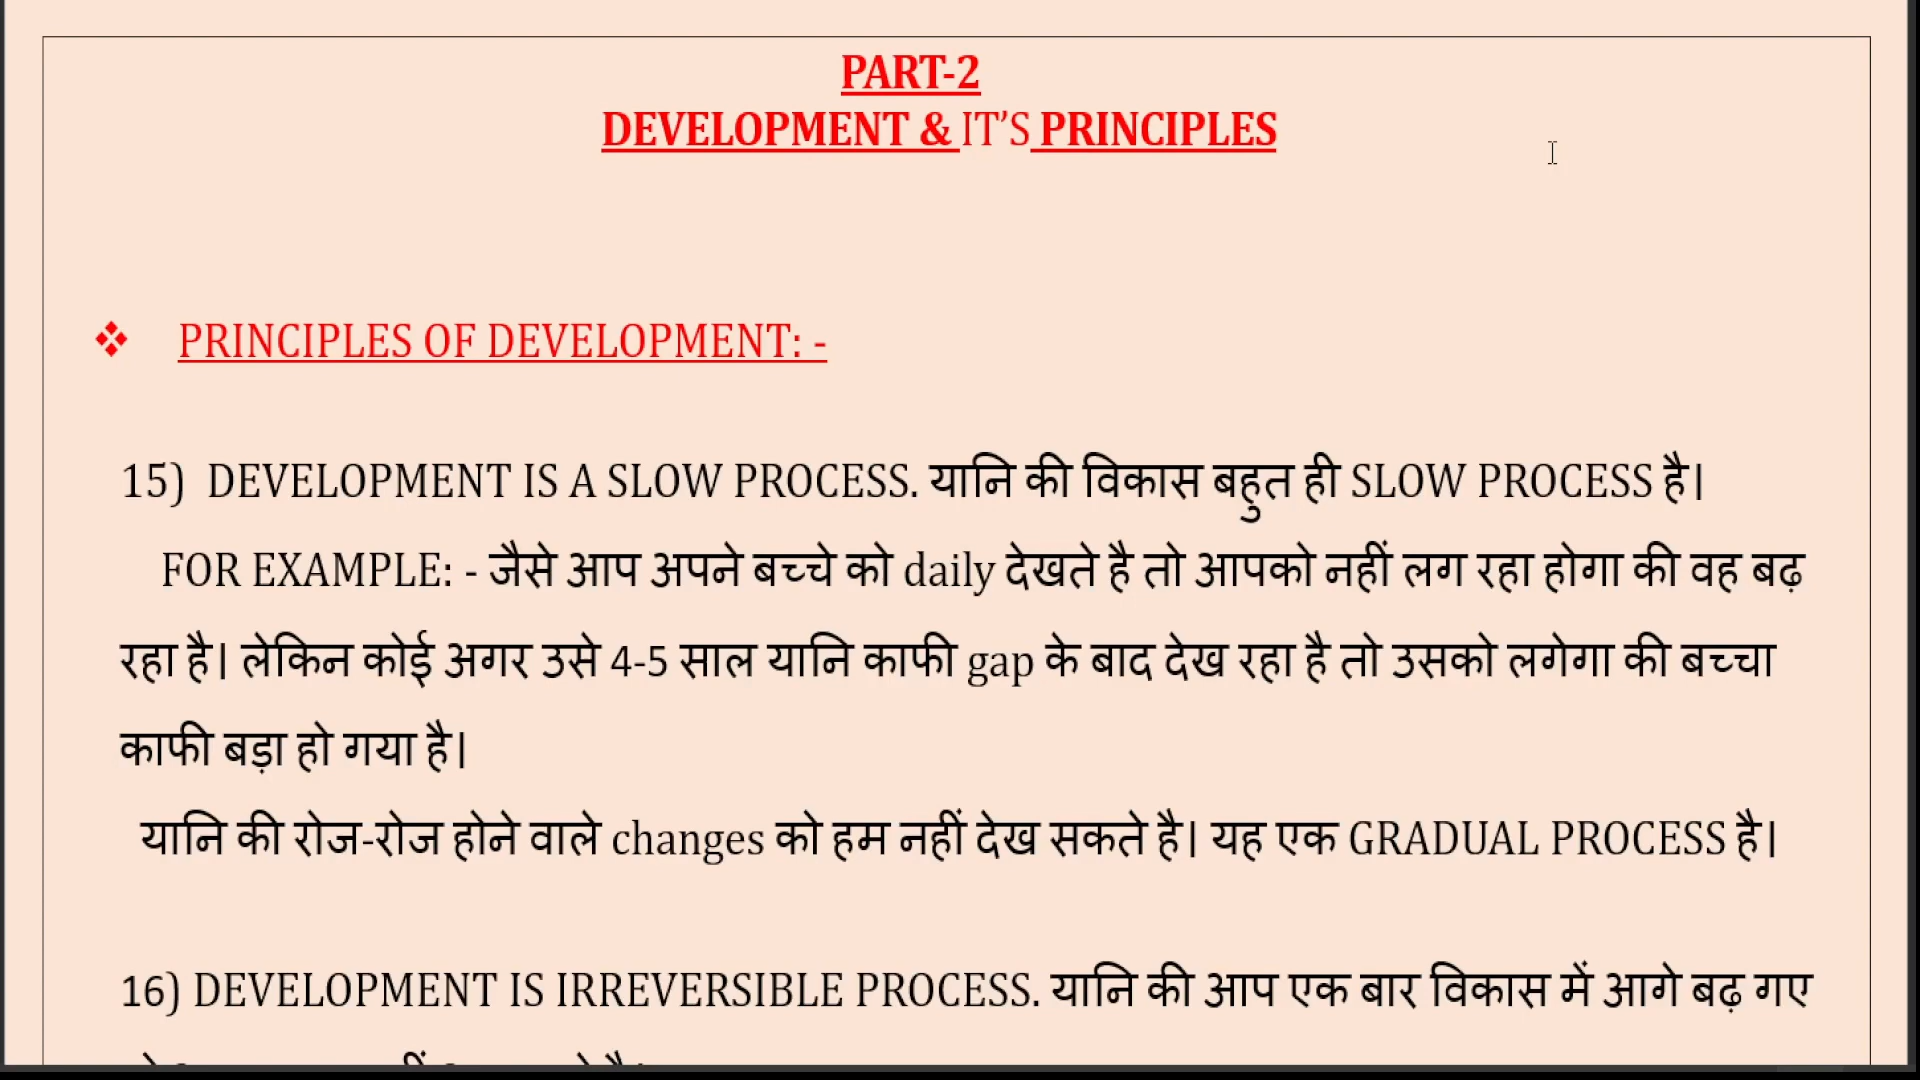 PART-2
DEVELOPMENT & IT’S PRINCIPLES
❖ PRINCIPLES OF DEVELOPMENT: -
15) DEVELOPMENT IS A SLOW PROCESS. यानि की विकास बहुत ही SLOW PROCESS है।
FOR EXAMPLE: - जैसे आप अपने बच्चे को daily देखते है तो आपको नहीं लग रहा होगा की वह बढ़
रहा है। लेकिन कोई अगर उसे 4-5 साल यानि काफी gap के बाद देख रहा है तो उसको लगेगा की बच्चा
काफी बड़ा हो गया है।
यानि की रोज-रोज होने वाले changes को हम नहीं देख सकते है। यह एक GRADUAL PROCESS है।
16) DEVELOPMENT IS IRREVERSIBLE PROCESS. यानि की आप एक बार विकास में आगे बढ़ गए